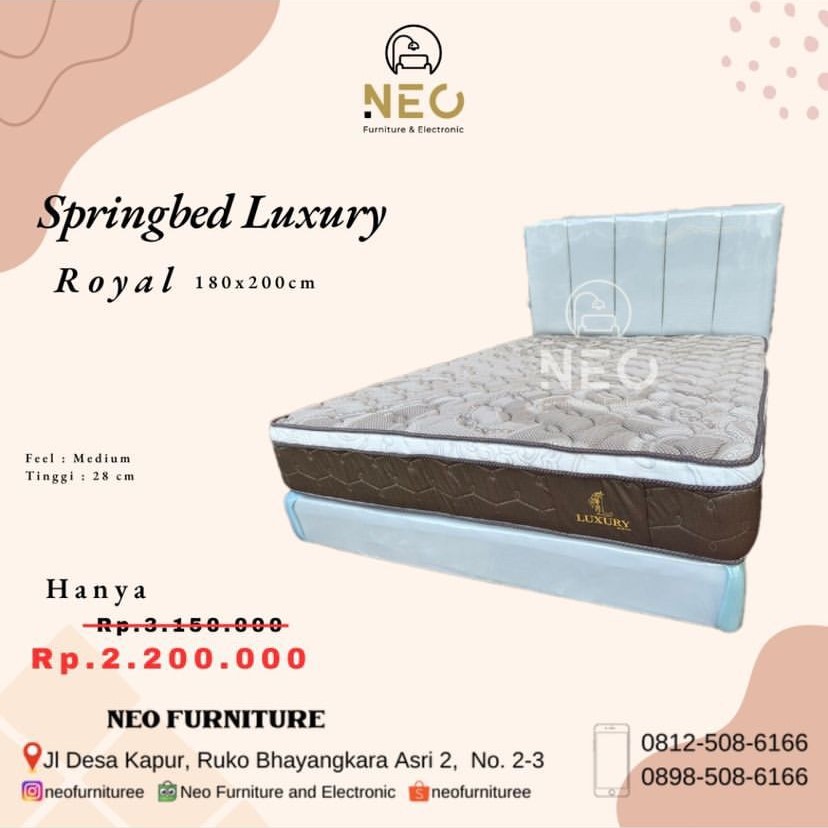 NEO
Furniture & Electronic
Springbed Luxury
Royal 180x200cm
NEO
Feel : Medium
Tinggi : 28 cm
LUXURY
Hanya
Rp.3.150.000
Rp.2.200.000
NEO FURNITURE
Jl Desa Kapur, Ruko Bhayangkara Asri 2, No. 2-3
neofurnituree Neo Furniture and Electronic neofurnituree
0812-508-6166
0898-508-6166